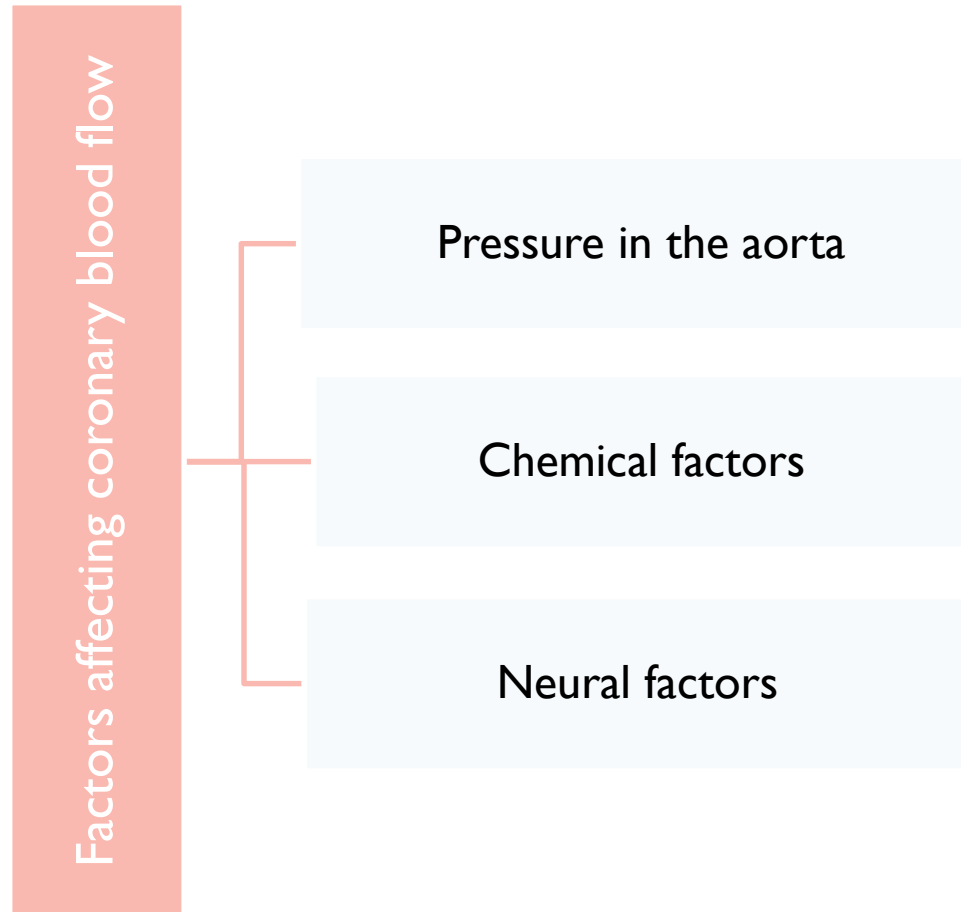 Factors affecting coronary blood flow
Pressure in the aorta
Chemical factors
Neural factors